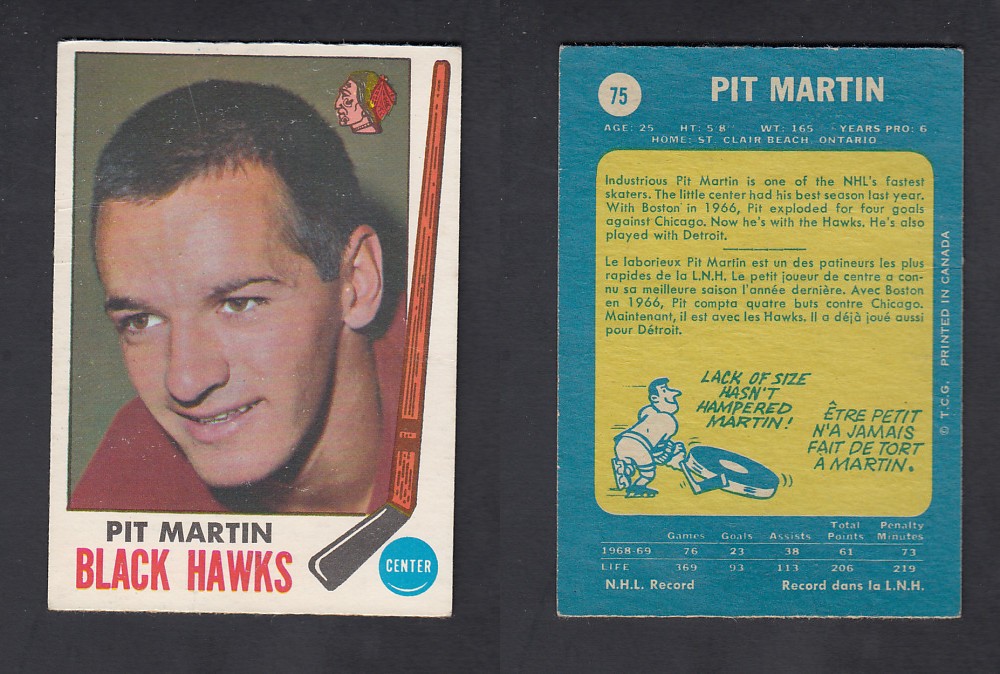 PIT MARTIN
BLACK HAWKS
CENTER
75
PIT MARTIN
AGE: 25 HT: 5 8" WT: 165 YEARS PRO: 6
HOME: ST. CLAIR BEACH, ONTARIO
Industrious Pit Martin is one of the NHL's fastest
skaters. The little center had his best season last year.
With Boston in 1966, Pit exploded for four goals
against Chicago. Now he's with the Hawks. He's also
played with Detroit.
Le laborieux Pit Martin est un des patineurs les plus
rapides de la L.N.H. Le petit joueur de centre a con-
nu sa meilleure saison l'année dernière. Avec Boston
en 1966, Pit compta quatre buts contre Chicago.
Maintenant, il est avec les Hawks. Il a déjà joué aussi
pour Détroit.
LACK OF SIZE
HASN'T
HAMPERED
MARTIN!
ÊTRE PETIT
N'A JAMAIS
FAIT DE TORT
À MARTIN.
© T.C.G. PRINTED IN CANADA
Games Goals Assists Total Points Penalty Minutes
1968-69 76 23 38 61 73
LIFE 369 93 113 206 219
N.H.L. Record Record dans la L.N.H.